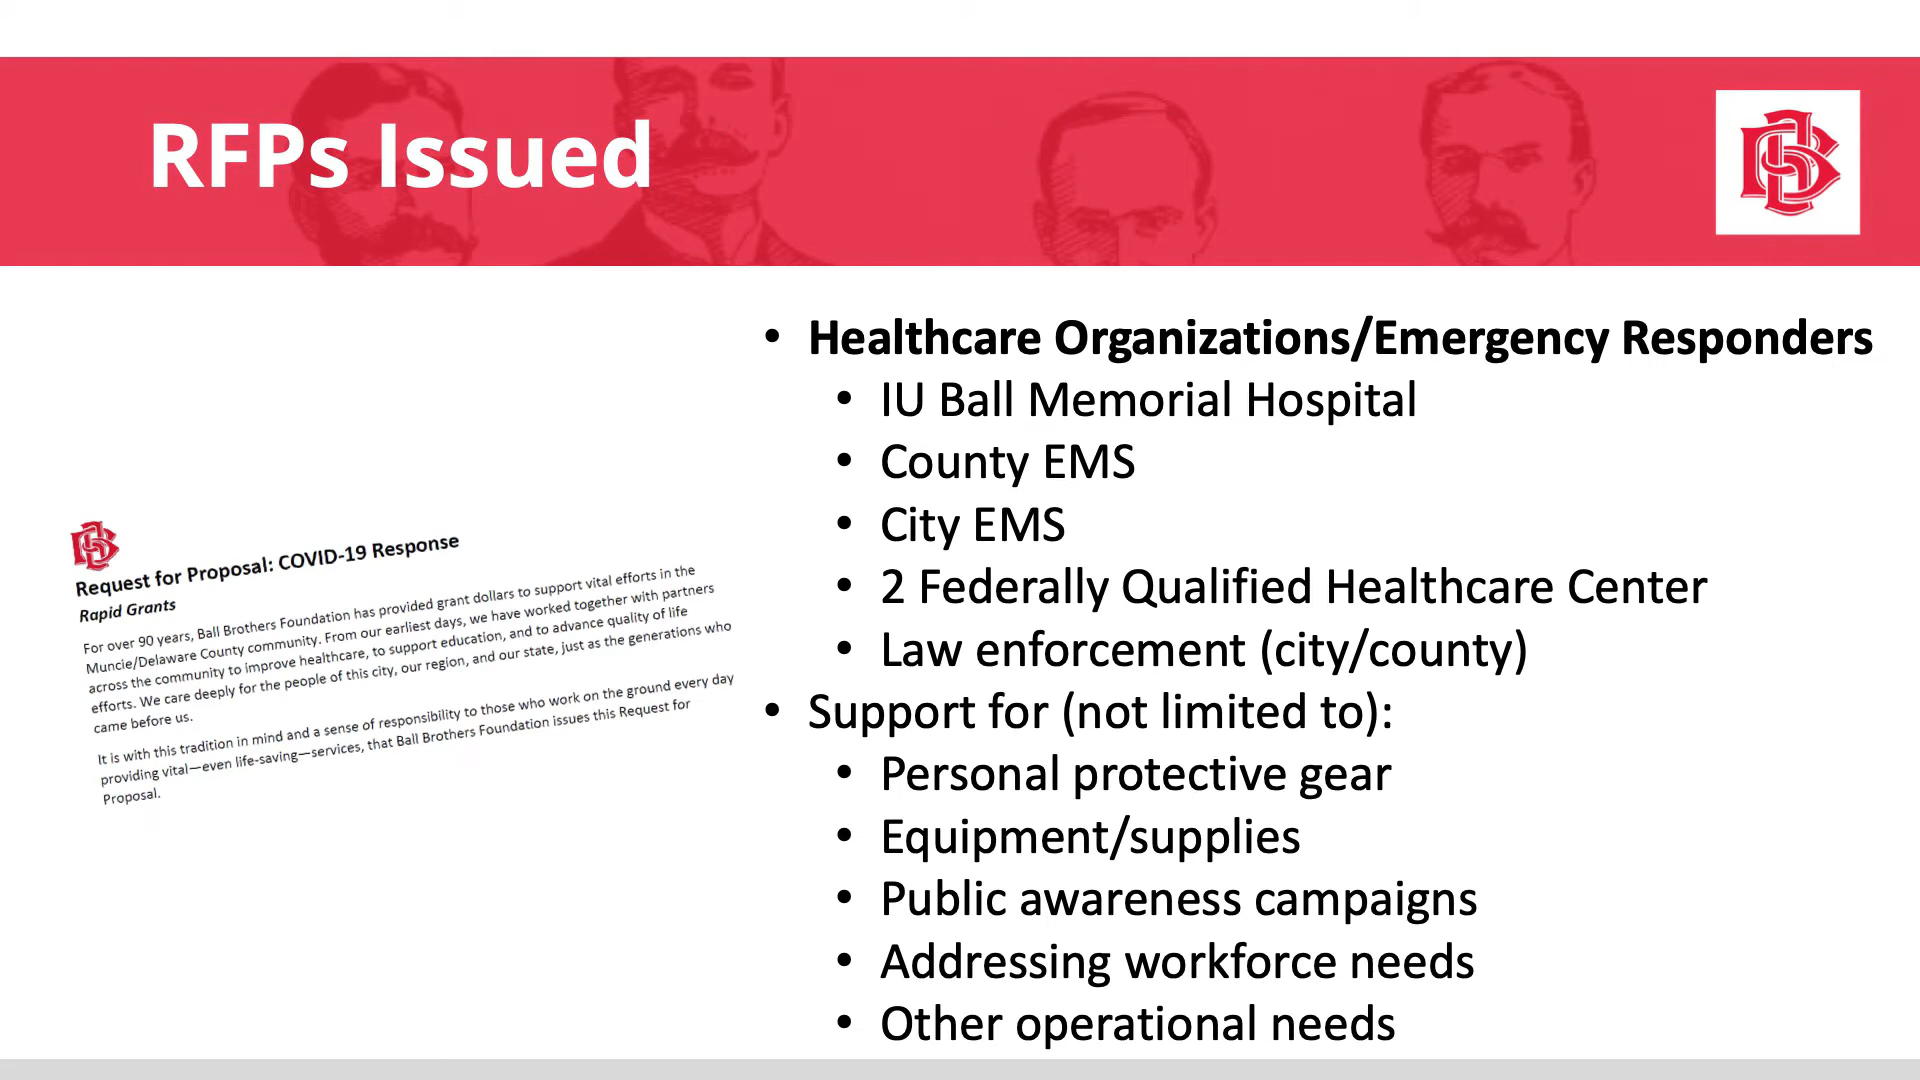 RFPs Issued
Request for Proposal: COVID-19 Response
Rapid Grants
For over 90 years, Ball Brothers Foundation has provided grant dollars to support vital efforts in the
Muncie/Delaware County community. From our earliest days, we have worked together with partners
across the community to improve healthcare, to support education, and to advance quality of life
efforts. We care deeply for the people of this city, our region, and our state, just as the generations who
came before us.
It is with this tradition in mind and a sense of responsibility to those who work on the ground every day
providing vital—even life-saving—services, that Ball Brothers Foundation issues this Request for
Proposal.
• Healthcare Organizations/Emergency Responders
• IU Ball Memorial Hospital
• County EMS
• City EMS
• 2 Federally Qualified Healthcare Center
• Law enforcement (city/county)
• Support for (not limited to):
• Personal protective gear
• Equipment/supplies
• Public awareness campaigns
• Addressing workforce needs
• Other operational needs